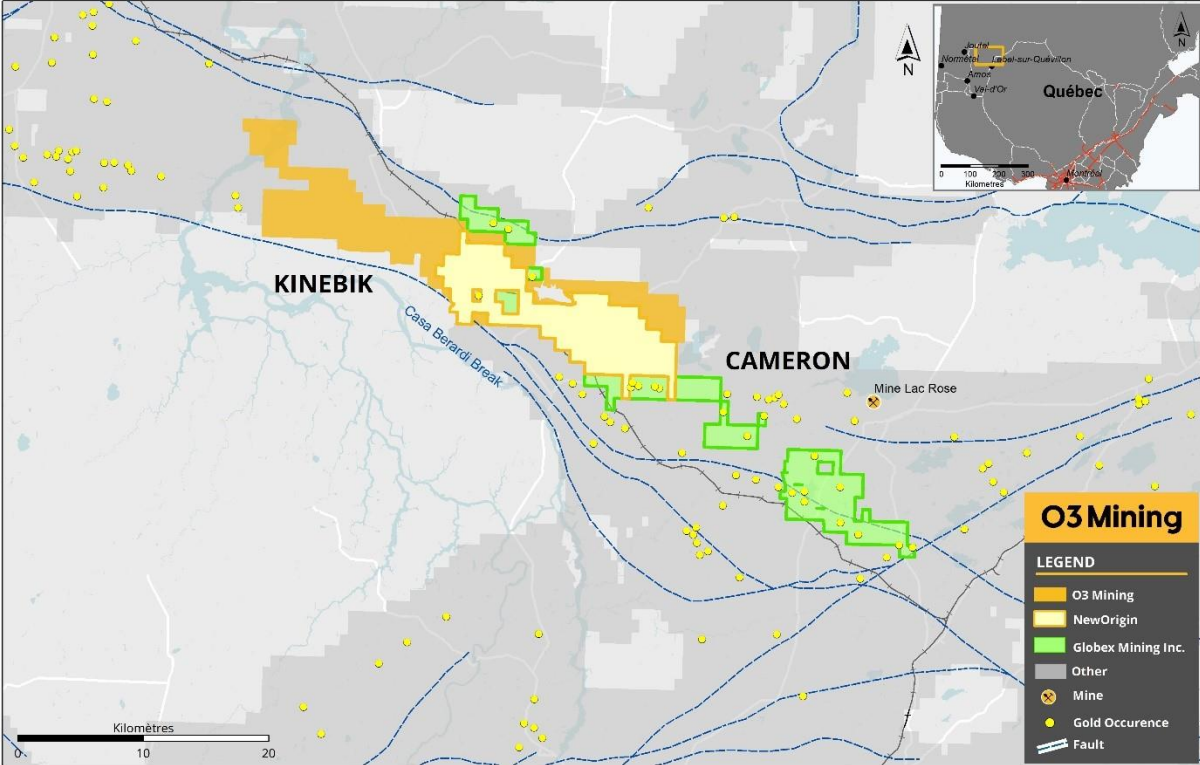 N
Joutel
Normétal
Lebel-sur-Quévillon
Amos
Val-d'Or
Québec
Montréal
0 100 200 300
Kilometres
KINEBIK
Casa Berardi Break
CAMERON
Mine Lac Rose
O3 Mining
LEGEND
O3 Mining
NewOrigin
Globex Mining Inc.
Other
Mine
Gold Occurence
Fault
Kilomètres
0 10 20